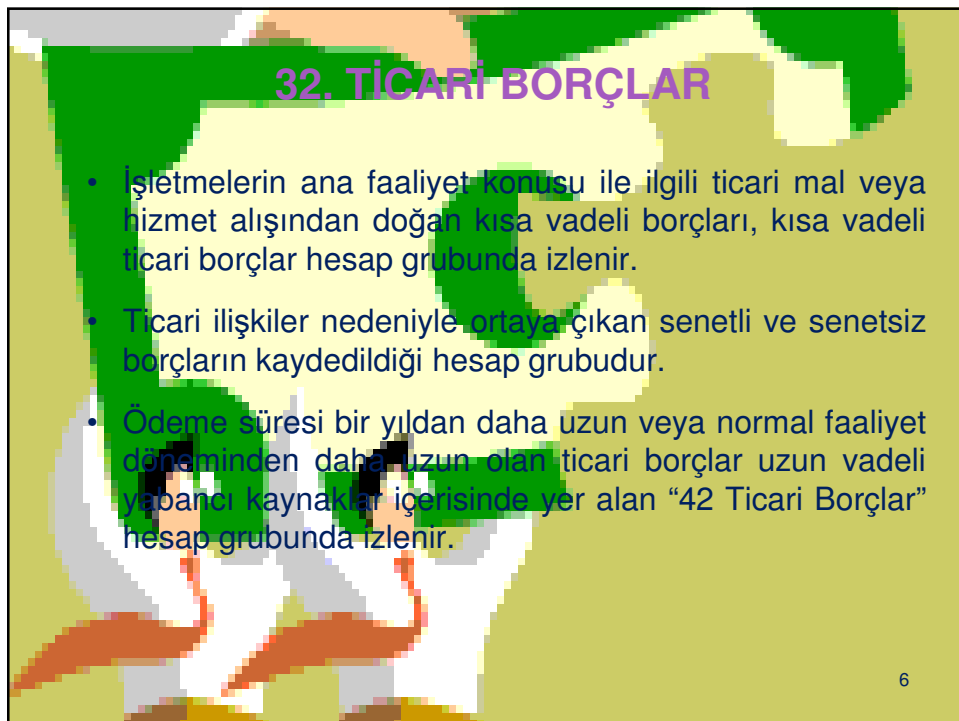 32. TİCARİ BORÇLAR
• İşletmelerin ana faaliyet konusu ile ilgili ticari mal veya
hizmet alışından doğan kısa vadeli borçları, kısa vadeli
ticari borçlar hesap grubunda izlenir.
• Ticari ilişkiler nedeniyle ortaya çıkan senetli ve senetsiz
borçların kaydedildiği hesap grubudur.
• Ödeme süresi bir yıldan daha uzun veya normal faaliyet
döneminden daha uzun olan ticari borçlar uzun vadeli
yabancı kaynaklar içerisinde yer alan “42 Ticari Borçlar”
hesap grubunda izlenir.
6